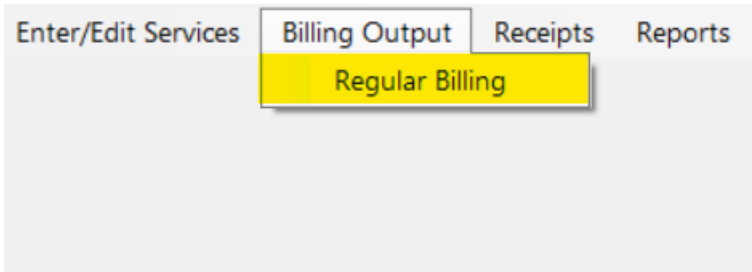 Enter/Edit Services Billing Output Receipts Reports
Regular Billing